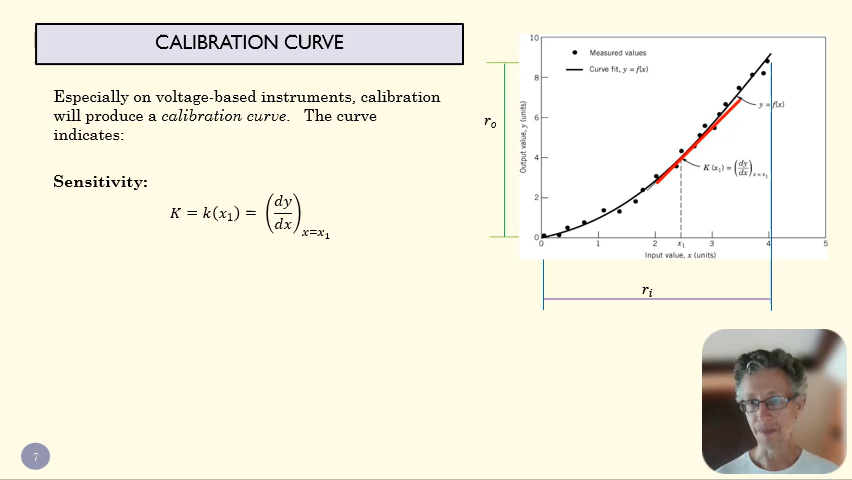 CALIBRATION CURVE
Especially on voltage-based instruments, calibration
will produce a calibration curve. The curve
indicates:
Sensitivity:
K = k(x₁) = (dy/dx)ₓ₌ₓ₁
10
8
6
4
2
0
Output value, y (units)
Measured values
Curve fit, y = f(x)
y = f(x)
K(x₁) = (dy/dx)ₓ₌ₓ₁
0 1 2 x₁ 3 4 5
Input value, x (units)
rₒ
rᵢ
7